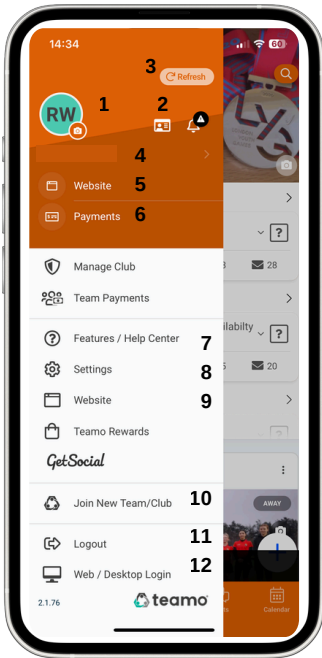 14:34
60
3
Refresh
RW
1
2
4
Website 5
Payments 6
Manage Club
28
Team Payments
Features / Help Center 7
?
Settings 8
20
Website 9
Teamo Rewards
?
GetSocial
Join New Team/Club 10
AWAY
Logout 11
Web / Desktop Login 12
2.1.76
teamo
Calendar